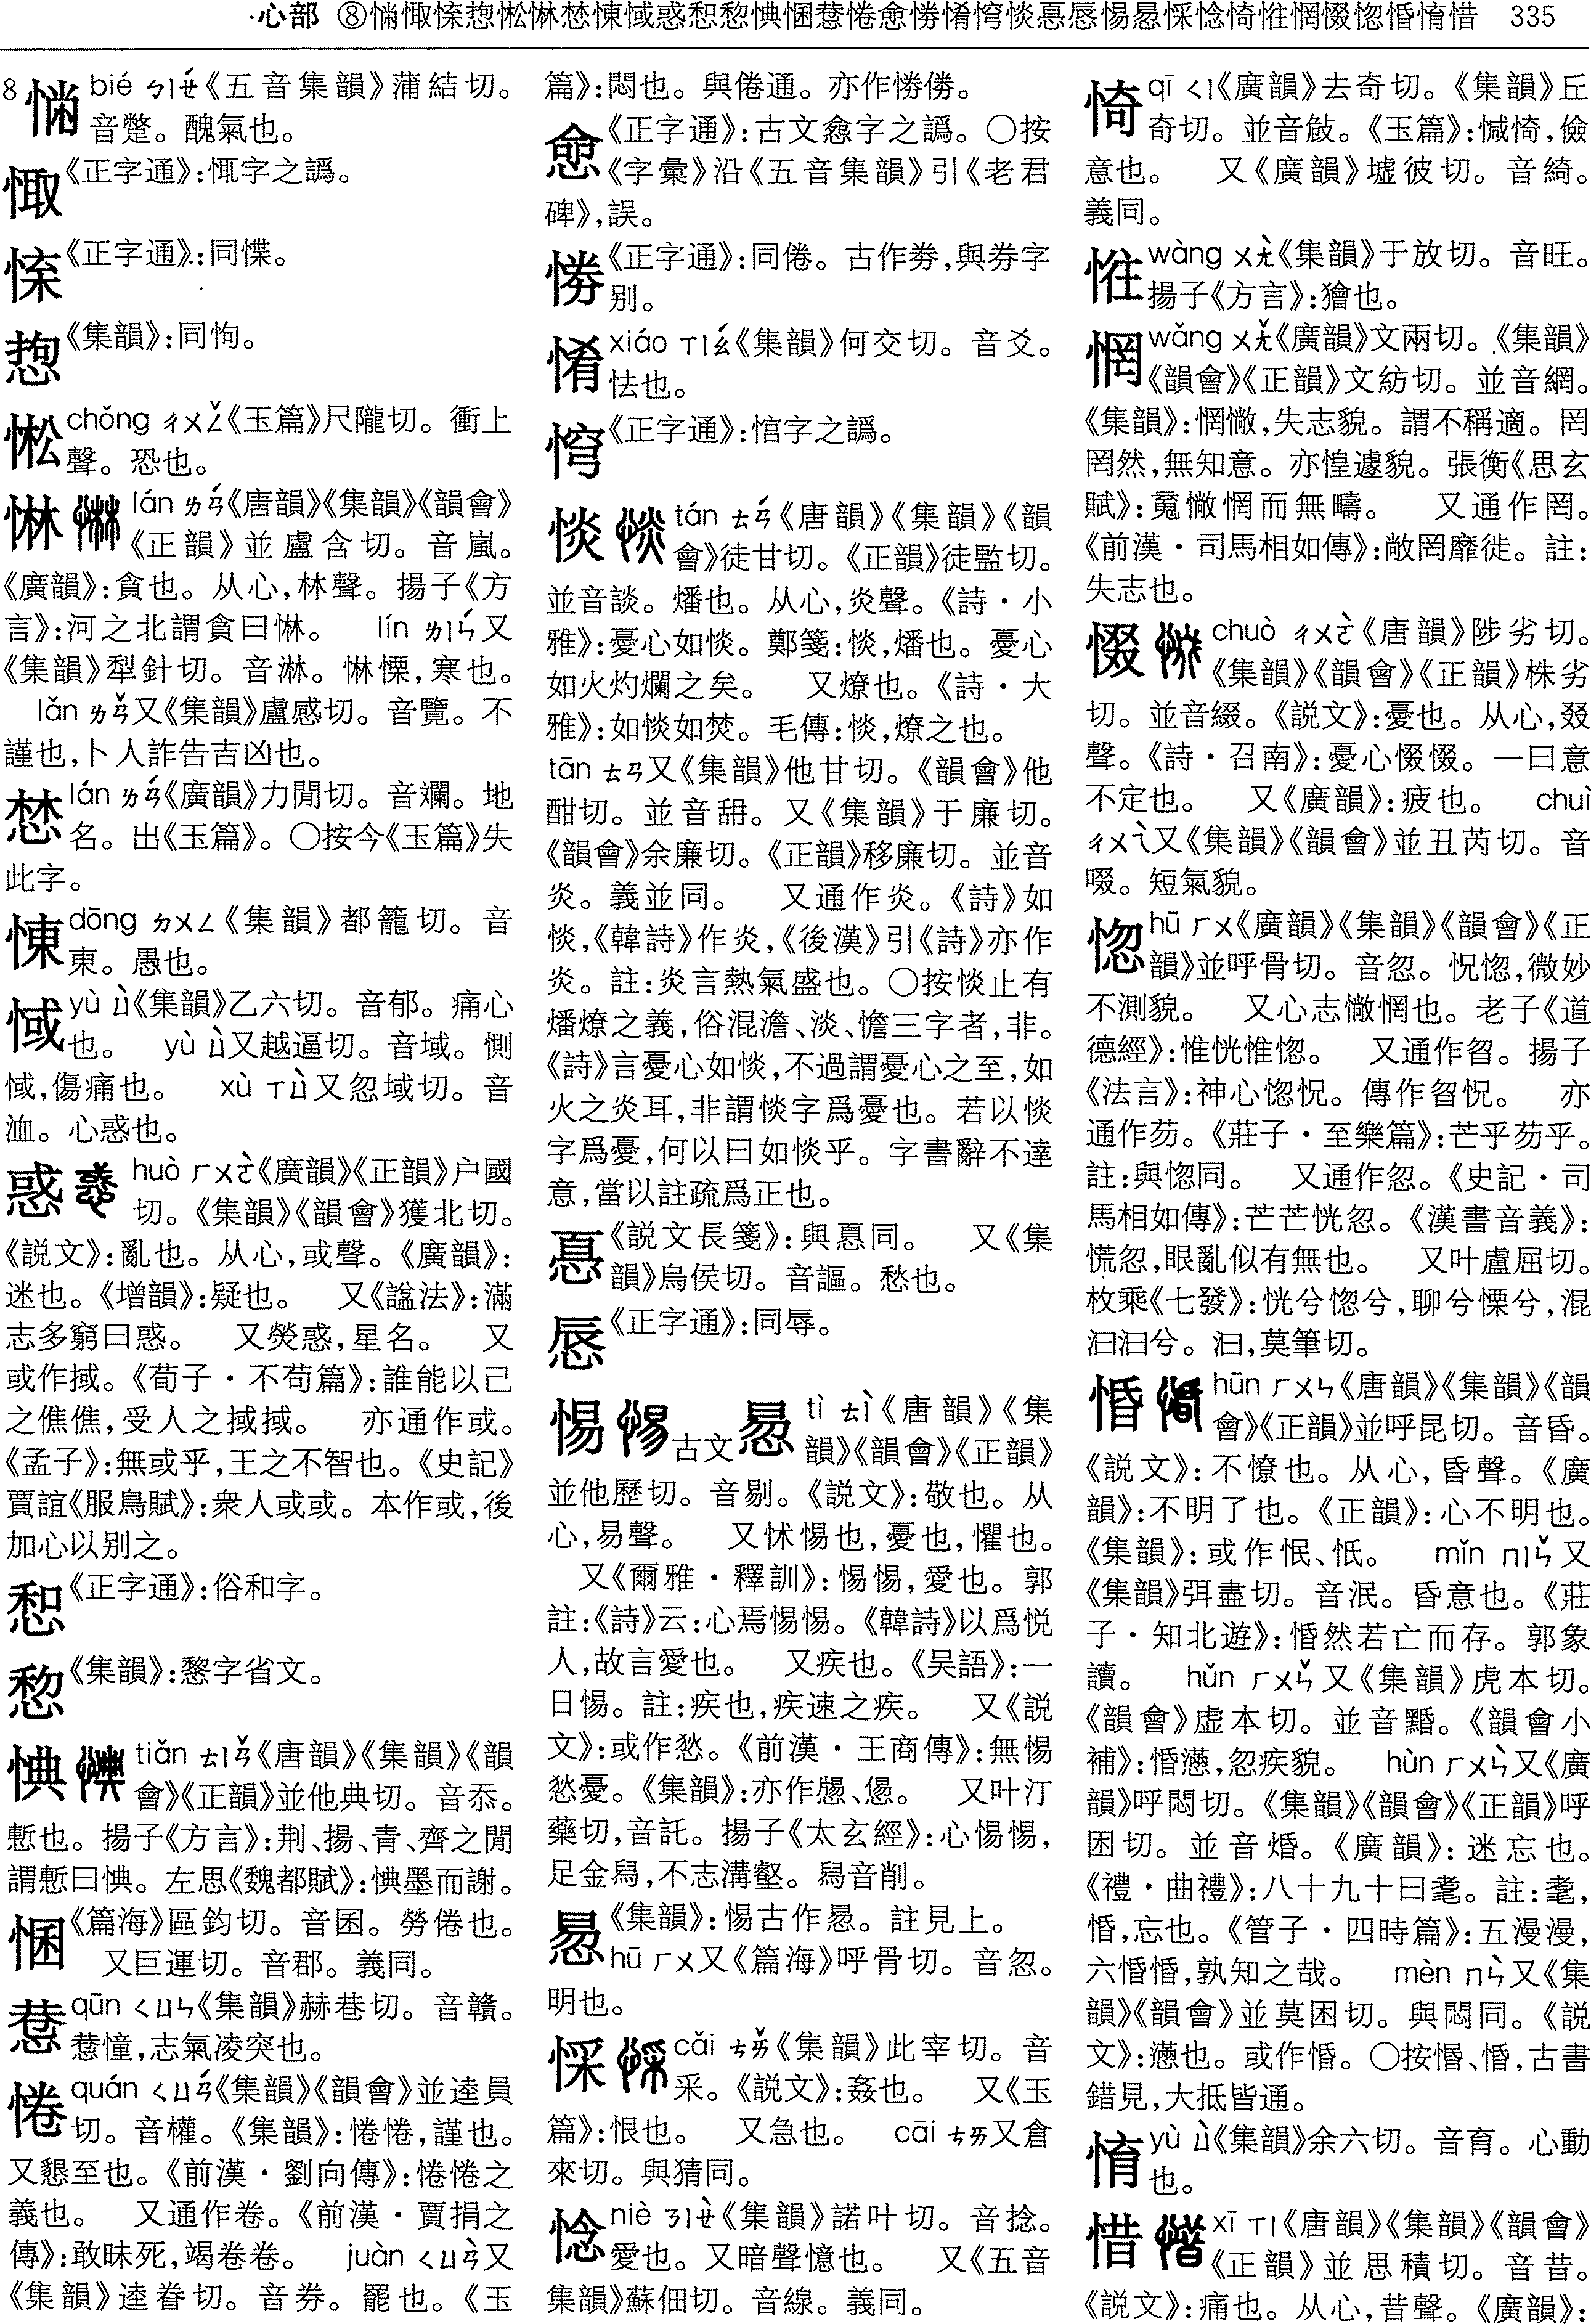 ·心部 ⑧㥃㥠㥒㥟㤝惏惏㥄惐惑惒㥎惉悃惷惓㥯㥡㥤惔惪惖惕惖㥇惗㥓㤮惘惙惚惛惰惜 335
8 bié ㄅㄧㄝˊ《五音集韻》蒲結切。
音蹩。醜氣也。
《正字通》:㤴字之譌。
《正字通》:同惵。
《集韻》:同恂。
chǒng ㄔㄨㄥˇ《玉篇》尺隴切。衝上
聲。恐也。
惏 lán ㄌㄢˊ《唐韻》《集韻》《韻會》
《正韻》並盧含切。音嵐。
《廣韻》:貪也。从心,林聲。揚子《方
言》:河之北謂貪曰惏。 lín ㄌㄧㄣˊ又
《集韻》犁針切。音淋。惏慄,寒也。
lǎn ㄌㄢˇ又《集韻》盧感切。音覽。不
謹也,卜人詐告吉凶也。
lán ㄌㄢˊ《廣韻》力閒切。音斕。地
名。出《玉篇》。〇按今《玉篇》失
此字。
dōng ㄉㄨㄥ《集韻》都籠切。音
東。愚也。
惐 yù ㄩˋ《集韻》乙六切。音郁。痛心
也。 yù ㄩˋ又越逼切。音域。惻
惐,傷痛也。 xù ㄒㄩˋ又忽域切。音
洫。心惑也。
惑 huò ㄏㄨㄛˋ《廣韻》《正韻》户國
切。《集韻》《韻會》獲北切。
《説文》:亂也。从心,或聲。《廣韻》:
迷也。《增韻》:疑也。 又《諡法》:滿
志多窮曰惑。 又熒惑,星名。 又
或作掝。《荀子・不苟篇》:誰能以己
之僬僬,受人之掝掝。 亦通作或。
《孟子》:無或乎,王之不智也。《史記》
賈誼《服鳥賦》:衆人或或。本作或,後
加心以别之。
惒《正字通》:俗和字。
《集韻》:㴝字省文。
惉 tiǎn ㄊㄧㄢˇ《唐韻》《集韻》《韻
會》《正韻》並他典切。音忝。
慙也。揚子《方言》:荆、揚、青、齊之閒
謂慙曰惧。左思《魏都賦》:惧墨而謝。
《篇海》區鈞切。音囷。勞倦也。
又巨運切。音郡。義同。
qūn ㄑㄩㄣ《集韻》赫巷切。音贛。
惷憧,志氣凌突也。
惓 quán ㄑㄩㄢˊ《集韻》《韻會》並逵員
切。音權。《集韻》:惓惓,謹也。
又懇至也。《前漢・劉向傳》:惓惓之
義也。 又通作卷。《前漢・賈捐之
傳》:敢昧死,竭卷卷。 juàn ㄑㄩㄢˋ又
《集韻》逵眷切。音券。罷也。《玉
篇》:悶也。與倦通。亦作㥽㑽。
《正字通》:古文愈字之譌。〇按
《字彙》沿《五音集韻》引《老君
碑》,誤。
《正字通》:同倦。古作劵,與券字
别。
xiáo ㄒㄧㄠˊ《集韻》何交切。音爻。
怯也。
《正字通》:悺字之譌。
惔 tán ㄊㄢˊ《唐韻》《集韻》《韻
會》徒甘切。《正韻》徒監切。
並音談。燔也。从心,炎聲。《詩・小
雅》:憂心如惔。鄭箋:惔,燔也。憂心
如火灼爛之矣。 又燎也。《詩・大
雅》:如惔如焚。毛傳:惔,燎之也。
tān ㄊㄢ又《集韻》他甘切。《韻會》他
酣切。並音甜。又《集韻》于廉切。
《韻會》余廉切。《正韻》移廉切。並音
炎。義並同。 又通作炎。《詩》如
惔,《韓詩》作炎,《後漢》引《詩》亦作
炎。註:炎言熱氣盛也。〇按惔止有
燔燎之義,俗混澹、淡、憺三字者,非。
《詩》言憂心如惔,不過謂憂心之至,如
火之炎耳,非謂惔字爲憂也。若以惔
字爲憂,何以曰如惔乎。字書辭不達
意,當以註疏爲正也。
《説文長箋》:與惪同。 又《集
韻》烏侯切。音謳。愁也。
《正字通》:同辱。
惕 古文悐 tì ㄊㄧˋ《唐韻》《集
韻》《韻會》《正韻》
並他歷切。音剔。《説文》:敬也。从
心,易聲。 又怵惕也,憂也,懼也。
又《爾雅・釋訓》:惕惕,愛也。郭
註:《詩》云:心焉惕惕。《韓詩》以爲悦
人,故言愛也。 又疾也。《吴語》:一
日惕。註:疾也,疾速之疾。 又《説
文》:或作悐。《前漢・王商傳》:無惕
悐憂。《集韻》:亦作愓、㥍。 又叶汀
藥切,音託。揚子《太玄經》:心惕惕,
足金舃,不志溝壑。舃音削。
惖《集韻》:惕古作惖。註見上。
hū ㄏㄨ又《篇海》呼骨切。音忽。
明也。
cǎi ㄘㄞˇ《集韻》此宰切。音
采。《説文》:姦也。 又《玉
篇》:恨也。 又急也。 cāi ㄘㄞ又倉
來切。與猜同。
惗 niè ㄋㄧㄝˋ《集韻》諾叶切。音捻。
愛也。又暗聲憶也。 又《五音
集韻》蘇佃切。音線。義同。
qī ㄑㄧ《廣韻》去奇切。《集韻》丘
奇切。並音敧。《玉篇》:㦗㥓,儉
意也。 又《廣韻》墟彼切。音綺。
義同。
wàng ㄨㄤˋ《集韻》于放切。音旺。
揚子《方言》:獪也。
惘 wǎng ㄨㄤˇ《廣韻》文兩切。《集韻》
《韻會》《正韻》文紡切。並音網。
《集韻》:惘㦂,失志貌。謂不稱適。罔
罔然,無知意。亦惶遽貌。張衡《思玄
賦》:䰟㦂惘而無疇。 又通作罔。
《前漢・司馬相如傳》:敞罔靡徙。註:
失志也。
惙 chuò ㄔㄨㄛˋ《唐韻》陟劣切。
《集韻》《韻會》《正韻》株劣
切。並音綴。《説文》:憂也。从心,叕
聲。《詩・召南》:憂心惙惙。一曰意
不定也。 又《廣韻》:疲也。 chuì
ㄔㄨㄟˋ又《集韻》《韻會》並丑芮切。音
啜。短氣貌。
惚 hū ㄏㄨ《廣韻》《集韻》《韻會》《正
韻》並呼骨切。音忽。怳惚,微妙
不測貌。 又心志㦂惘也。老子《道
德經》:惟恍惟惚。 又通作曶。揚子
《法言》:神心惚怳。傳作曶怳。 亦
通作芴。《莊子・至樂篇》:芒乎芴乎。
註:與惚同。 又通作忽。《史記・司
馬相如傳》:芒芒恍忽。《漢書音義》:
慌忽,眼亂似有無也。 又叶盧屈切。
枚乘《七發》:恍兮惚兮,聊兮慄兮,混
汩汩兮。汩,莫筆切。
惛 hūn ㄏㄨㄣ《唐韻》《集韻》《韻
會》《正韻》並呼昆切。音昏。
《説文》:不憭也。从心,昏聲。《廣
韻》:不明了也。《正韻》:心不明也。
《集韻》:或作怋、忯。 mǐn ㄇㄧㄣˇ又
《集韻》弭盡切。音泯。昏意也。《莊
子・知北遊》:惛然若亡而存。郭象
讀。 hǔn ㄏㄨㄣˇ又《集韻》虎本切。
《韻會》虚本切。並音㨡。《韻會小
補》:惛懣,忽疾貌。 hùn ㄏㄨㄣˋ又《廣
韻》呼悶切。《集韻》《韻會》《正韻》呼
困切。並音惛。《廣韻》:迷忘也。
《禮・曲禮》:八十九十曰耄。註:耄,
惛,忘也。《管子・四時篇》:五漫漫,
六惛惛,孰知之哉。 mèn ㄇㄣˋ又《集
韻》《韻會》並莫困切。與悶同。《説
文》:懣也。或作惛。〇按惽、惛,古書
錯見,大抵皆通。
yù ㄩˋ《集韻》余六切。音育。心動
也。
惜 xī ㄒㄧ《唐韻》《集韻》《韻會》
《正韻》並思積切。音昔。
《説文》:痛也。从心,昔聲。《廣韻》: